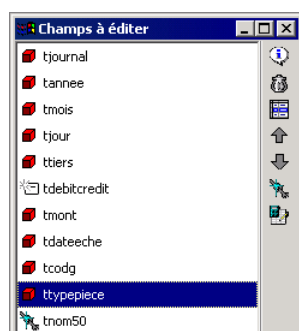 Champs à éditer
tjournal
tannee
tmois
tjour
ttiers
tdebitcredit
tmont
tdateeche
tcodg
ttypepiece
tnom50